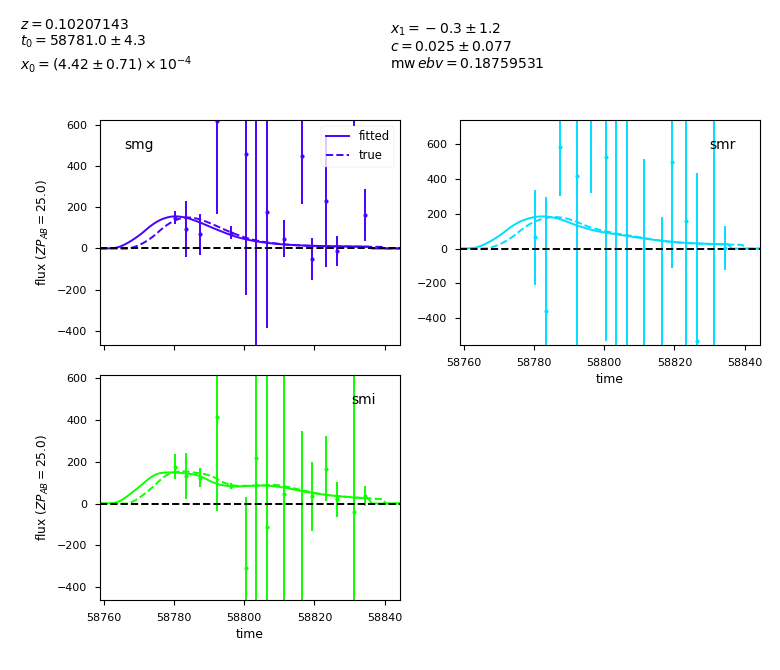 z = 0.10207143
t₀ = 58781.0 ± 4.3
x₀ = (4.42 ± 0.71) × 10⁻⁴
x₁ = −0.3 ± 1.2
c = 0.025 ± 0.077
mw ebv = 0.18759531
smg
fitted
true
600
400
200
0
−200
−400
flux (ZP_AB = 25.0)
smr
600
400
200
0
−200
−400
58760 58780 58800 58820 58840
time
smi
600
400
200
0
−200
−400
flux (ZP_AB = 25.0)
58760 58780 58800 58820 58840
time